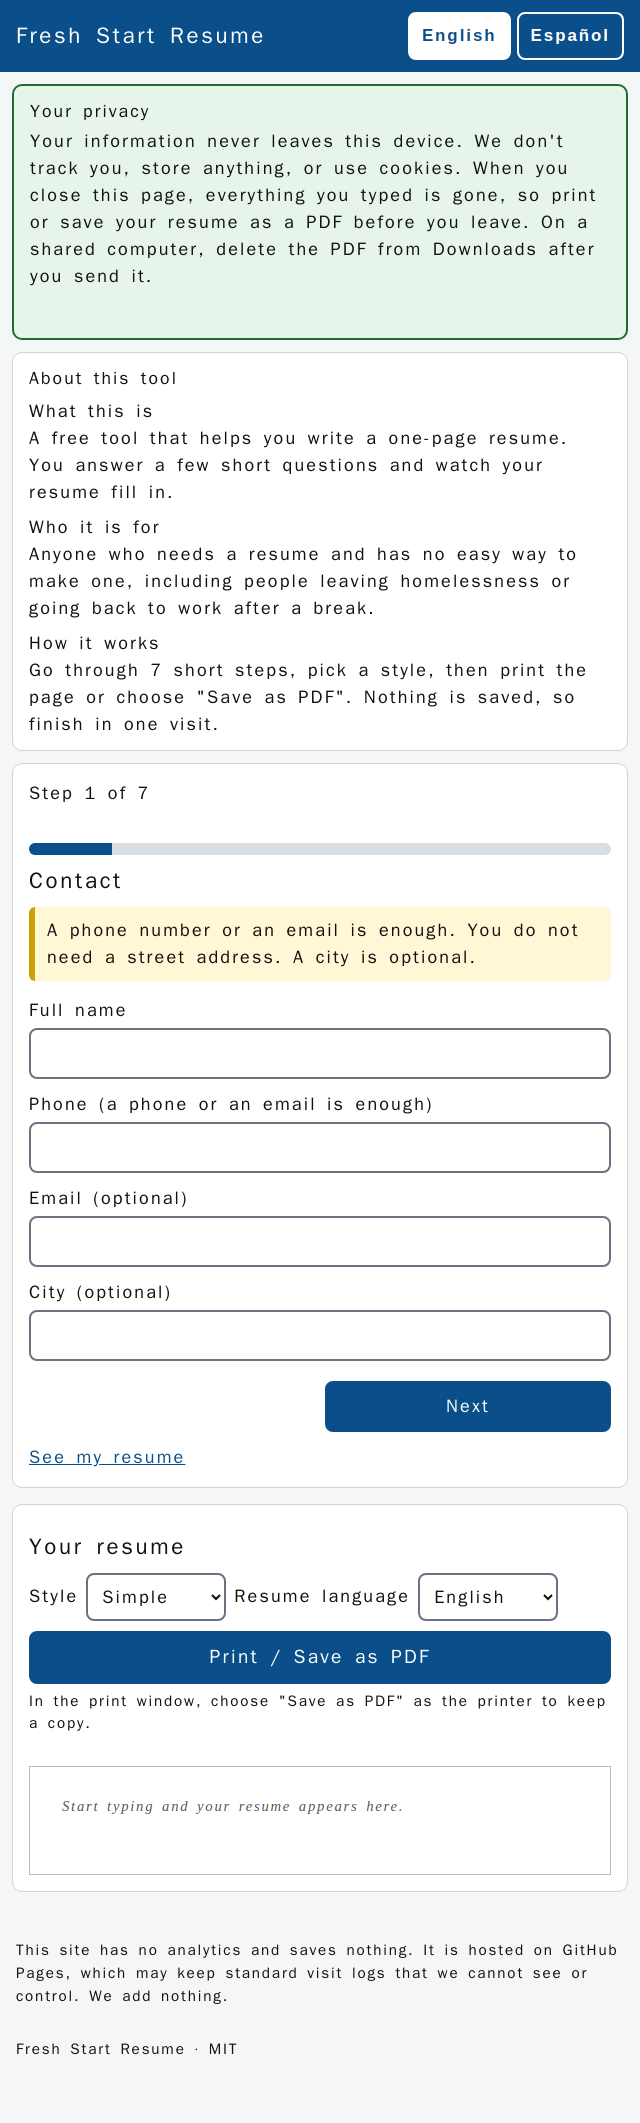 Fresh Start Resume
English
Español
Your privacy
Your information never leaves this device. We don't
track you, store anything, or use cookies. When you
close this page, everything you typed is gone, so print
or save your resume as a PDF before you leave. On a
shared computer, delete the PDF from Downloads after
you send it.
About this tool
What this is
A free tool that helps you write a one-page resume.
You answer a few short questions and watch your
resume fill in.
Who it is for
Anyone who needs a resume and has no easy way to
make one, including people leaving homelessness or
going back to work after a break.
How it works
Go through 7 short steps, pick a style, then print the
page or choose "Save as PDF". Nothing is saved, so
finish in one visit.
Step 1 of 7
Contact
A phone number or an email is enough. You do not
need a street address. A city is optional.
Full name
Phone (a phone or an email is enough)
Email (optional)
City (optional)
Next
See my resume
Your resume
Style Simple Resume language English
Print / Save as PDF
In the print window, choose "Save as PDF" as the printer to keep
a copy.
Start typing and your resume appears here.
This site has no analytics and saves nothing. It is hosted on GitHub
Pages, which may keep standard visit logs that we cannot see or
control. We add nothing.
Fresh Start Resume · MIT